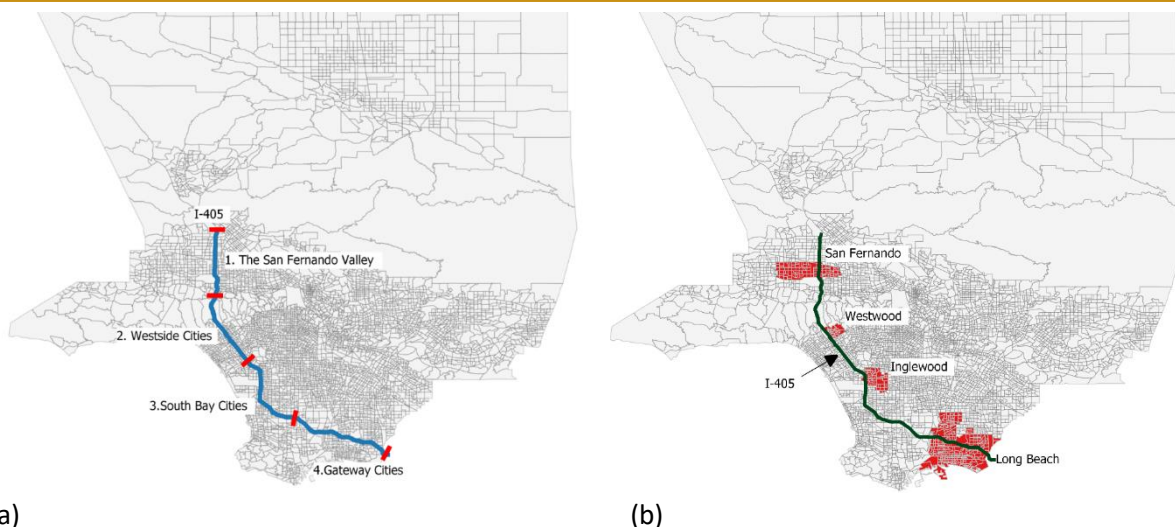 I-405
1. The San Fernando Valley
2. Westside Cities
3.South Bay Cities
4.Gateway Cities
San Fernando
Westwood
Inglewood
I-405
Long Beach
a)
(b)